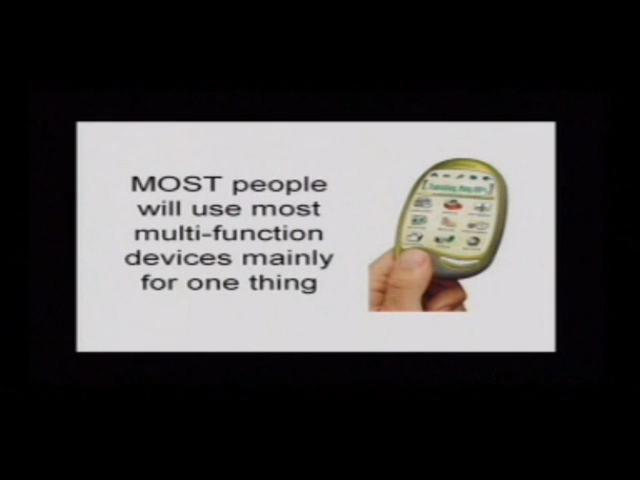 MOST people
will use most
multi-function
devices mainly
for one thing